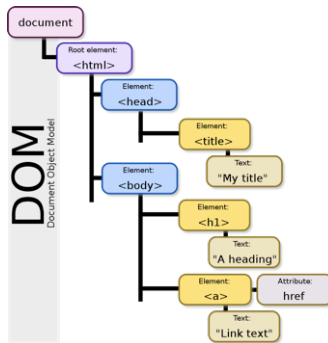 document
Root element:
<html>
Element:
<head>
Element:
<title>
Text:
"My title"
Element:
<body>
Element:
<h1>
Text:
"A heading"
Element:
<a>
Attribute:
href
Text:
"Link text"
DOM
Document Object Model